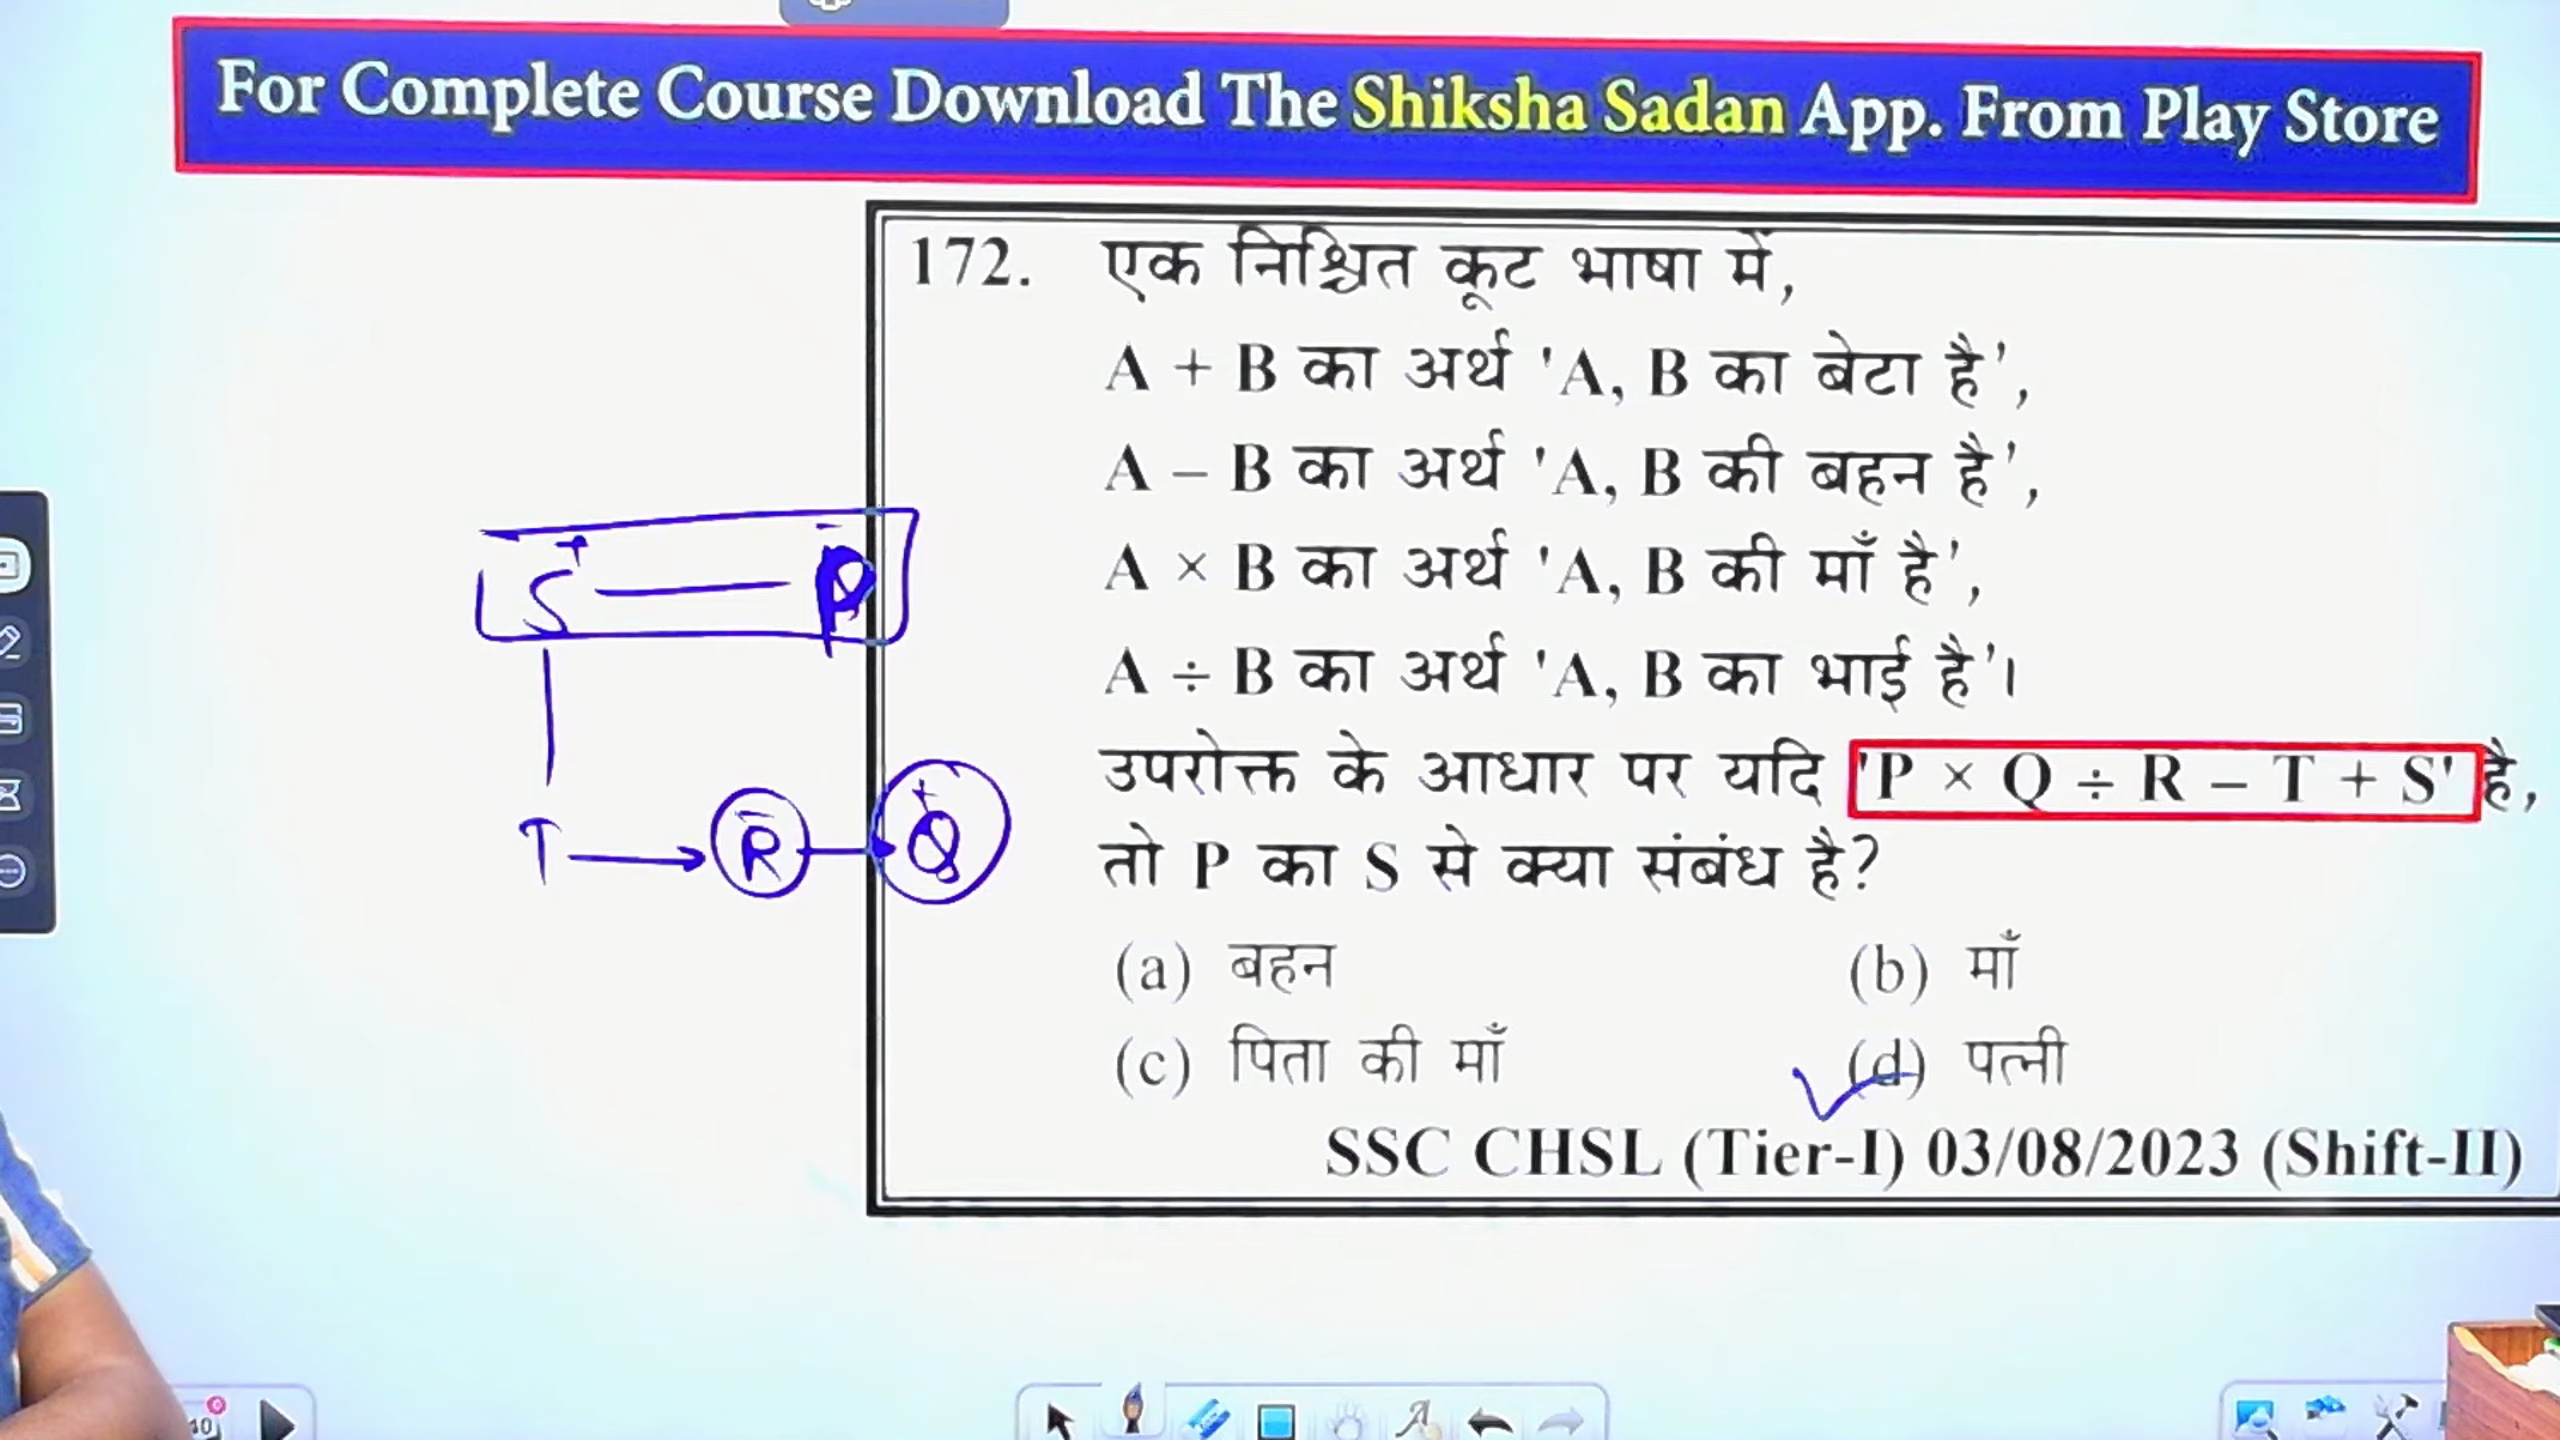 For Complete Course Download The Shiksha Sadan App. From Play Store
172. एक निश्चित कूट भाषा में,
A + B का अर्थ 'A, B का बेटा है',
A – B का अर्थ 'A, B की बहन है',
A × B का अर्थ 'A, B की माँ है',
A ÷ B का अर्थ 'A, B का भाई है'।
उपरोक्त के आधार पर यदि 'P × Q ÷ R – T + S' है,
तो P का S से क्या संबंध है?
(a) बहन (b) माँ
(c) पिता की माँ (d) पत्नी
SSC CHSL (Tier-I) 03/08/2023 (Shift-II)
S+ — P-
T → R- — Q+